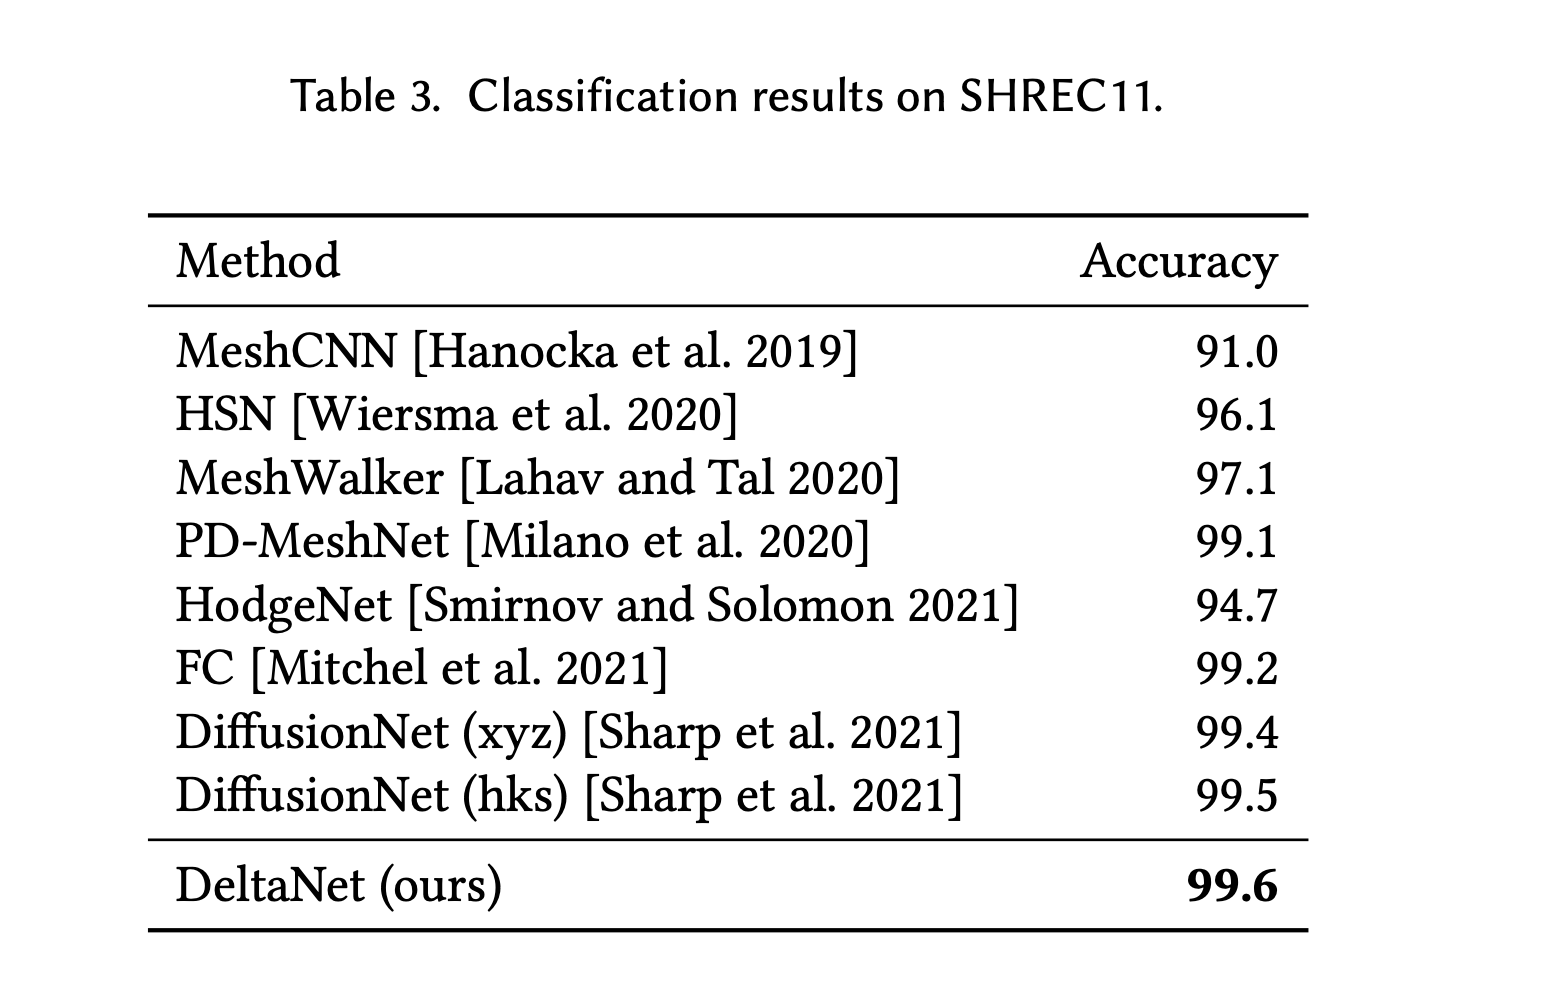 Table 3. Classification results on SHREC11.
Method Accuracy
MeshCNN [Hanocka et al. 2019] 91.0
HSN [Wiersma et al. 2020] 96.1
MeshWalker [Lahav and Tal 2020] 97.1
PD-MeshNet [Milano et al. 2020] 99.1
HodgeNet [Smirnov and Solomon 2021] 94.7
FC [Mitchel et al. 2021] 99.2
DiffusionNet (xyz) [Sharp et al. 2021] 99.4
DiffusionNet (hks) [Sharp et al. 2021] 99.5
DeltaNet (ours) 99.6